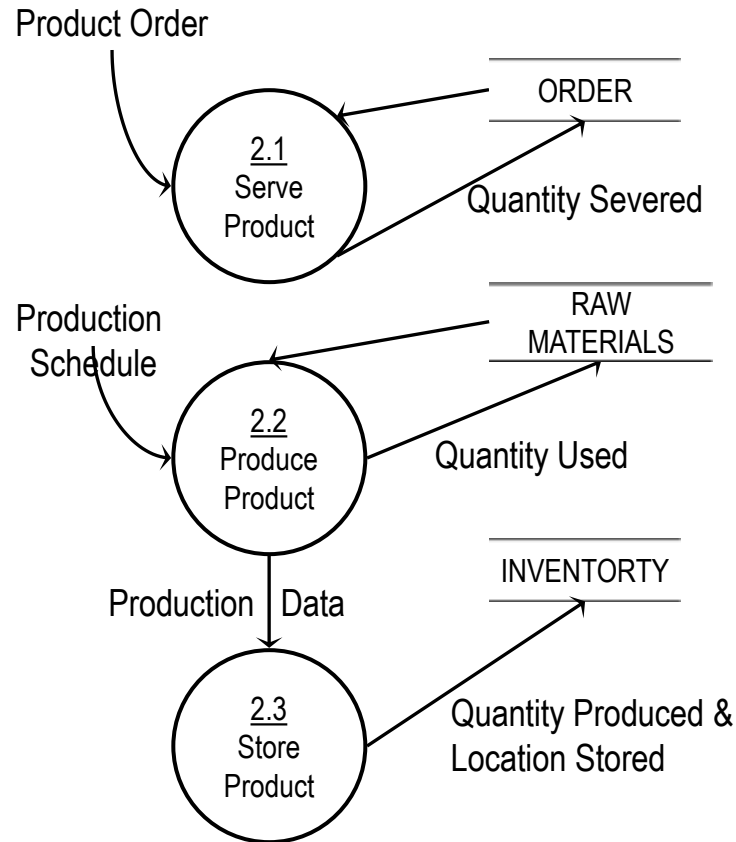 Product Order
ORDER
2.1
Serve
Product
Quantity Severed
RAW
MATERIALS
Production
Schedule
2.2
Produce
Product
Quantity Used
INVENTORTY
Production Data
2.3
Store
Product
Quantity Produced &
Location Stored